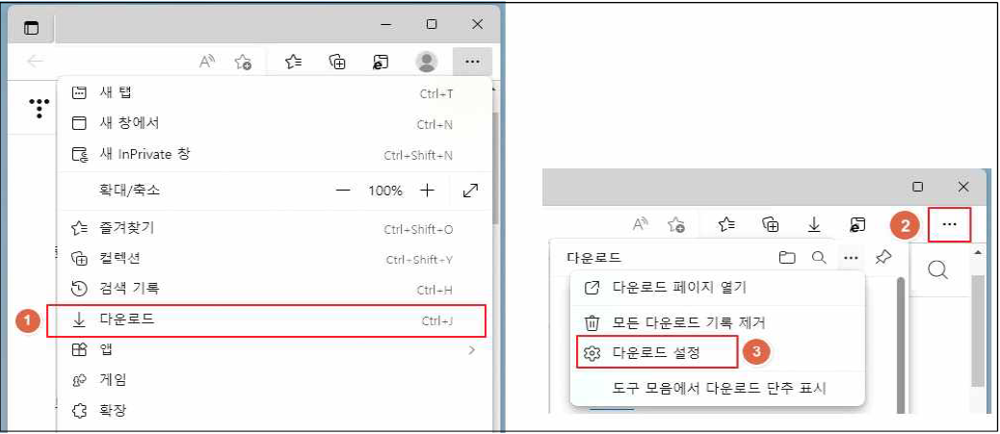 새 탭 Ctrl+T
새 창에서 Ctrl+N
새 InPrivate 창 Ctrl+Shift+N
확대/축소 100%
즐겨찾기 Ctrl+Shift+O
컬렉션 Ctrl+Shift+Y
검색 기록 Ctrl+H
1 다운로드 Ctrl+J
앱
게임
확장
2
다운로드
다운로드 페이지 열기
모든 다운로드 기록 제거
다운로드 설정 3
도구 모음에서 다운로드 단추 표시